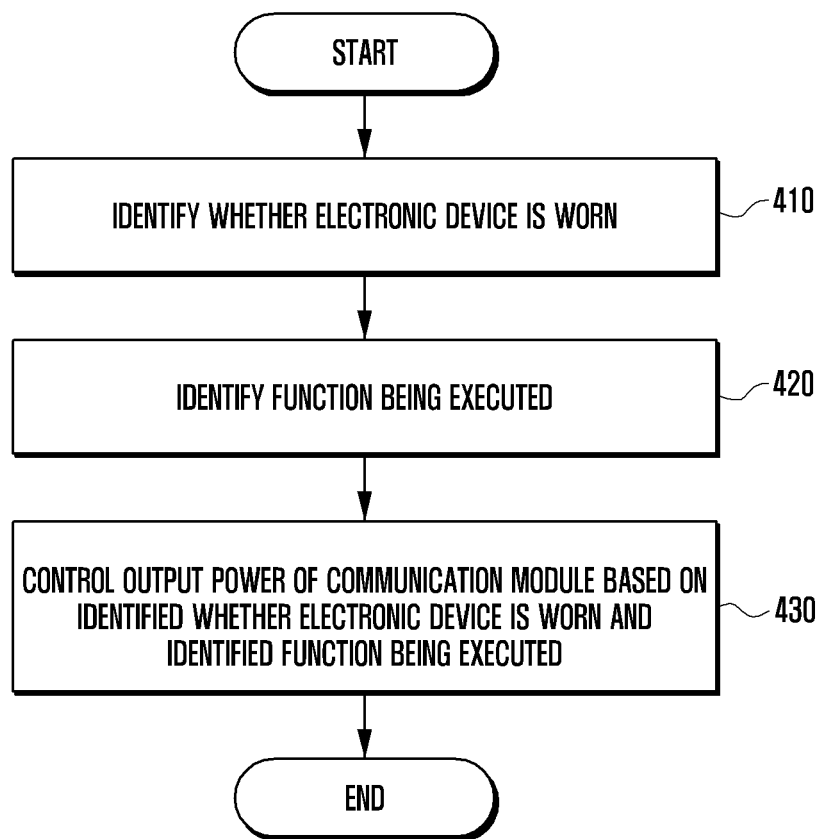 START
IDENTIFY WHETHER ELECTRONIC DEVICE IS WORN
410
IDENTIFY FUNCTION BEING EXECUTED
420
CONTROL OUTPUT POWER OF COMMUNICATION MODULE BASED ON
IDENTIFIED WHETHER ELECTRONIC DEVICE IS WORN AND
IDENTIFIED FUNCTION BEING EXECUTED
430
END